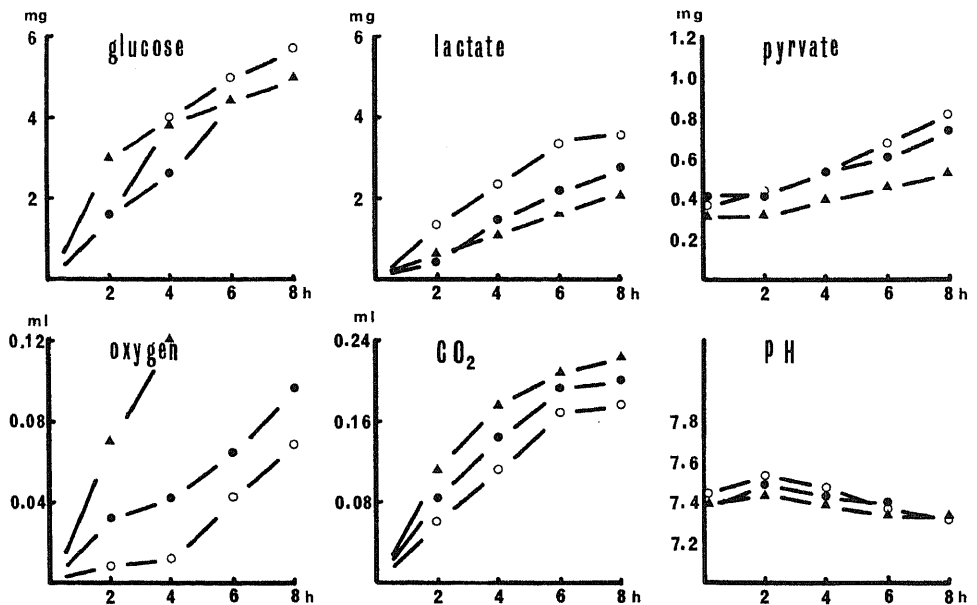 mg
glucose
6
4
2
2 4 6 8 h
mg
lactate
6
4
2
2 4 6 8 h
mg
pyrvate
1.2
1.0
0.8
0.6
0.4
0.2
2 4 6 8 h
ml
oxygen
0.12
0.08
0.04
2 4 6 8 h
ml
CO₂
0.24
0.16
0.08
2 4 6 8 h
PH
7.8
7.6
7.4
7.2
2 4 6 8 h